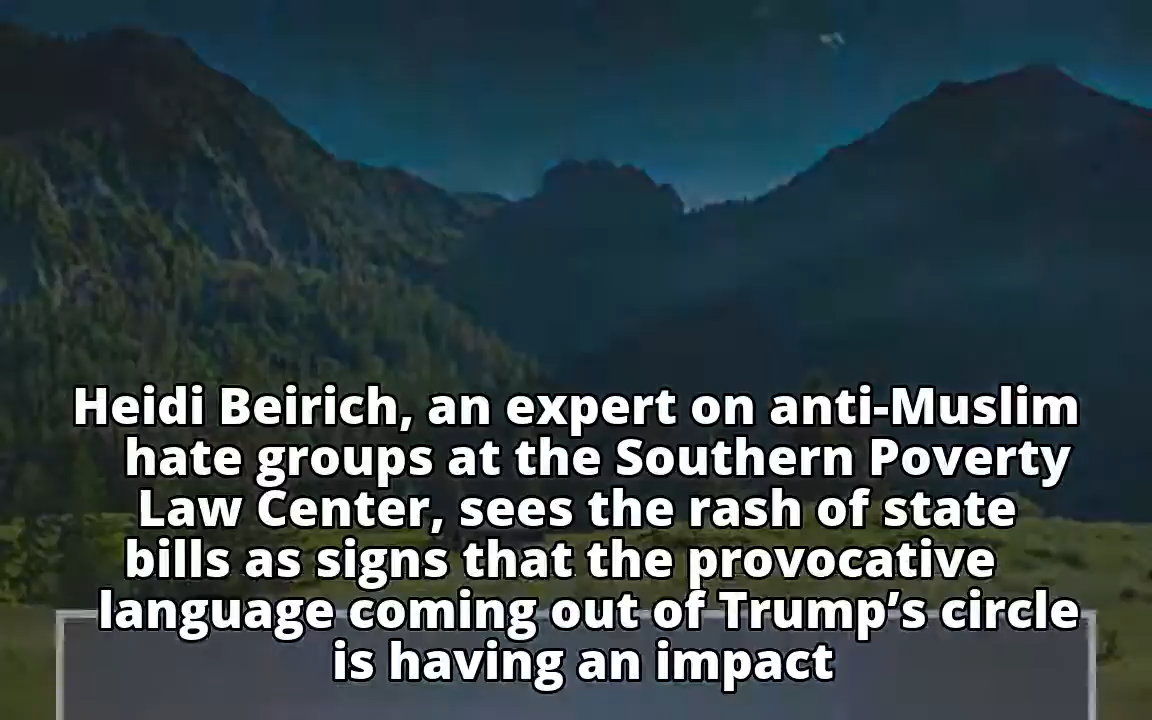 Heidi Beirich, an expert on anti-Muslim
hate groups at the Southern Poverty
Law Center, sees the rash of state
bills as signs that the provocative
language coming out of Trump’s circle
is having an impact